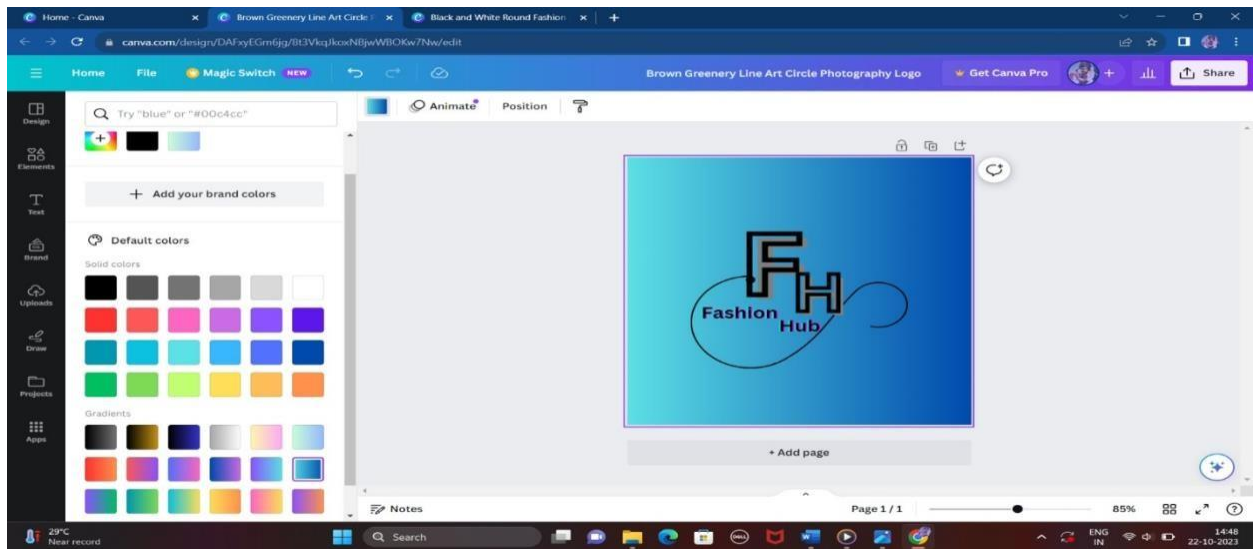 Home - Canva
Brown Greenery Line Art Circle
Black and White Round Fashion
canva.com/design/DAFxyEGm6jg/8t3VkqJkoxNBjwWBOKw7Nw/edit
Home File Magic Switch NEW Brown Greenery Line Art Circle Photography Logo Get Canva Pro + Share
Design
Elements
Text
Brand
Uploads
Draw
Projects
Apps
Try "blue" or "#00c4cc"
+ Add your brand colors
Default colors
Solid colors
Gradients
Animate Position
FH
Fashion
Hub
+ Add page
Notes Page 1 / 1 85%
29°C
Near record
Search
ENG
IN
14:48
22-10-2023